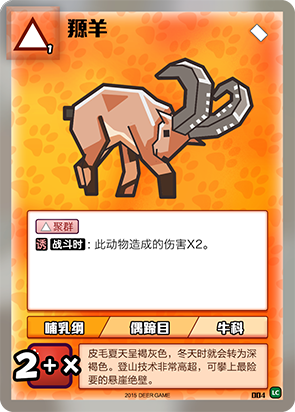 1
羱羊
聚群
诱 战斗时：此动物造成的伤害X2。
哺乳纲 偶蹄目 牛科
2+X
皮毛夏天呈褐灰色，冬天时就会转为深
褐色。登山技术非常高超，可攀上最险
要的悬崖绝壁。
2015 DEER GAME
004 LC